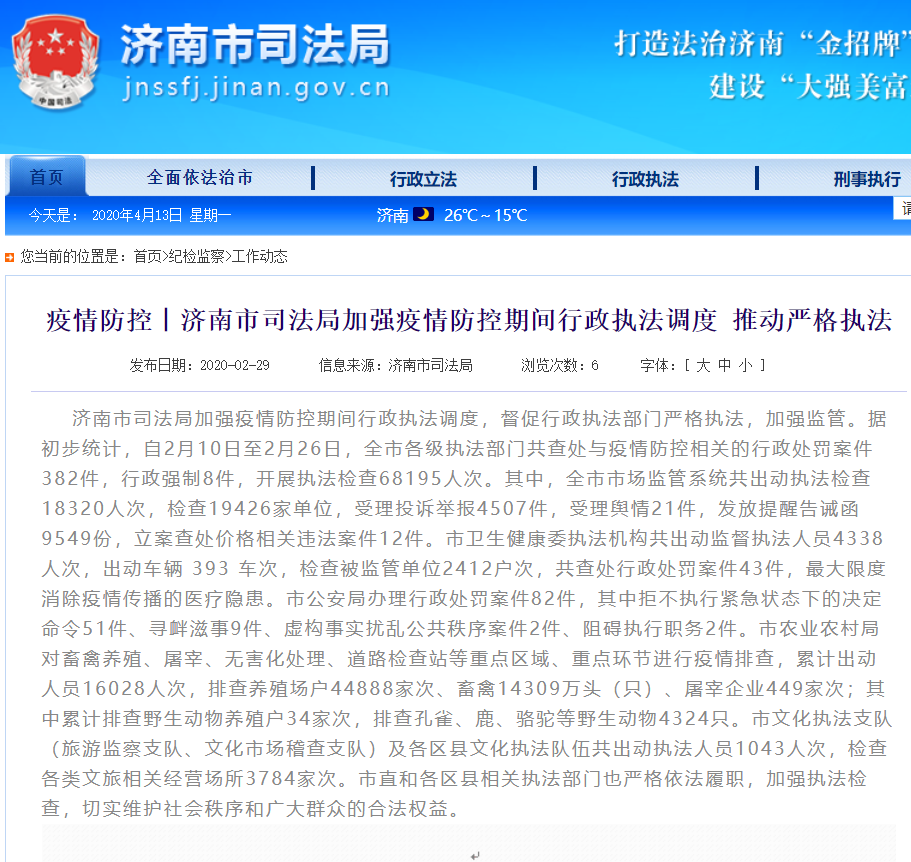 济南市司法局
jnssfj.jinan.gov.cn
中国司法
打造法治济南“金招牌”
建设“大强美富
首页 全面依法治市 行政立法 行政执法 刑事执行
今天是： 2020年4月13日 星期一 济南 26℃～15℃
您当前的位置是：首页>纪检监察>工作动态
疫情防控丨济南市司法局加强疫情防控期间行政执法调度 推动严格执法
发布日期：2020-02-29 信息来源：济南市司法局 浏览次数：6 字体：[ 大 中 小 ]
济南市司法局加强疫情防控期间行政执法调度，督促行政执法部门严格执法，加强监管。据
初步统计，自2月10日至2月26日，全市各级执法部门共查处与疫情防控相关的行政处罚案件
382件，行政强制8件，开展执法检查68195人次。其中，全市市场监管系统共出动执法检查
18320人次，检查19426家单位，受理投诉举报4507件，受理舆情21件，发放提醒告诫函
9549份，立案查处价格相关违法案件12件。市卫生健康委执法机构共出动监督执法人员4338
人次，出动车辆 393 车次，检查被监管单位2412户次，共查处行政处罚案件43件，最大限度
消除疫情传播的医疗隐患。市公安局办理行政处罚案件82件，其中拒不执行紧急状态下的决定
命令51件、寻衅滋事9件、虚构事实扰乱公共秩序案件2件、阻碍执行职务2件。市农业农村局
对畜禽养殖、屠宰、无害化处理、道路检查站等重点区域、重点环节进行疫情排查，累计出动
人员16028人次，排查养殖场户44888家次、畜禽14309万头（只）、屠宰企业449家次；其
中累计排查野生动物养殖户34家次，排查孔雀、鹿、骆驼等野生动物4324只。市文化执法支队
（旅游监察支队、文化市场稽查支队）及各区县文化执法队伍共出动执法人员1043人次，检查
各类文旅相关经营场所3784家次。市直和各区县相关执法部门也严格依法履职，加强执法检
查，切实维护社会秩序和广大群众的合法权益。